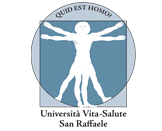 QUID EST HOMO?
Università Vita-Salute
San Raffaele